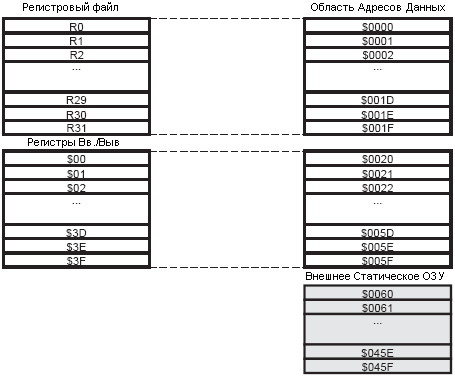 Регистровый файл
Область Адресов Данных
R0
$0000
R1
$0001
R2
$0002
...
...
R29
$001D
R30
$001E
R31
$001F
Регистры Вв./Выв
$00
$0020
$01
$0021
$02
$0022
...
...
$3D
$005D
$3E
$005E
$3F
$005F
Внешнее Статическое ОЗУ
$0060
$0061
...
$045E
$045F